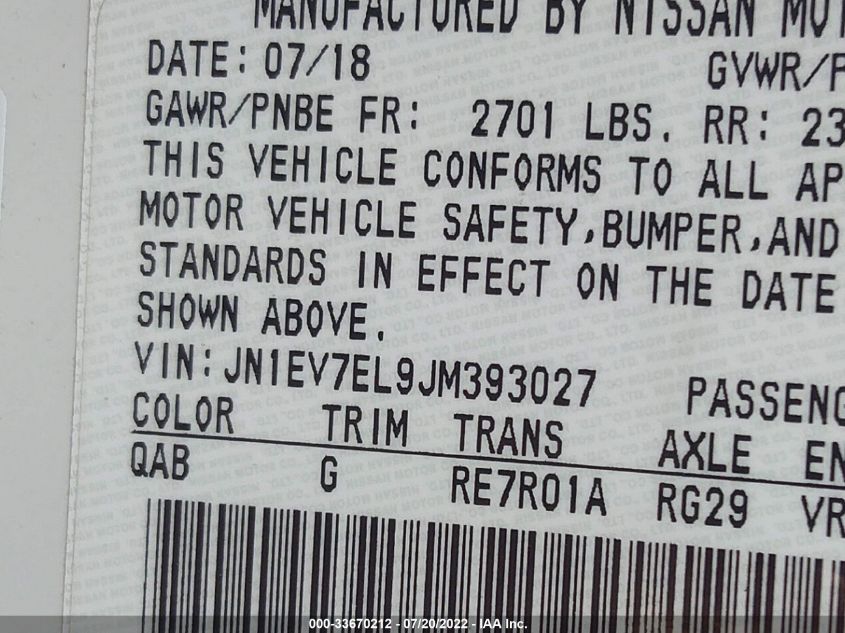 MANUFACTURED BY NISSAN
DATE: 07/18 GVWR/P
GAWR/PNBE FR: 2701 LBS. RR: 23
THIS VEHICLE CONFORMS TO ALL AP
MOTOR VEHICLE SAFETY,BUMPER,AND
STANDARDS IN EFFECT ON THE DATE
SHOWN ABOVE.
VIN:JN1EV7EL9JM393027 PASSENG
COLOR TRIM TRANS AXLE EN
QAB G RE7R01A RG29 VR
000-33670212 - 07/20/2022 - IAA Inc.